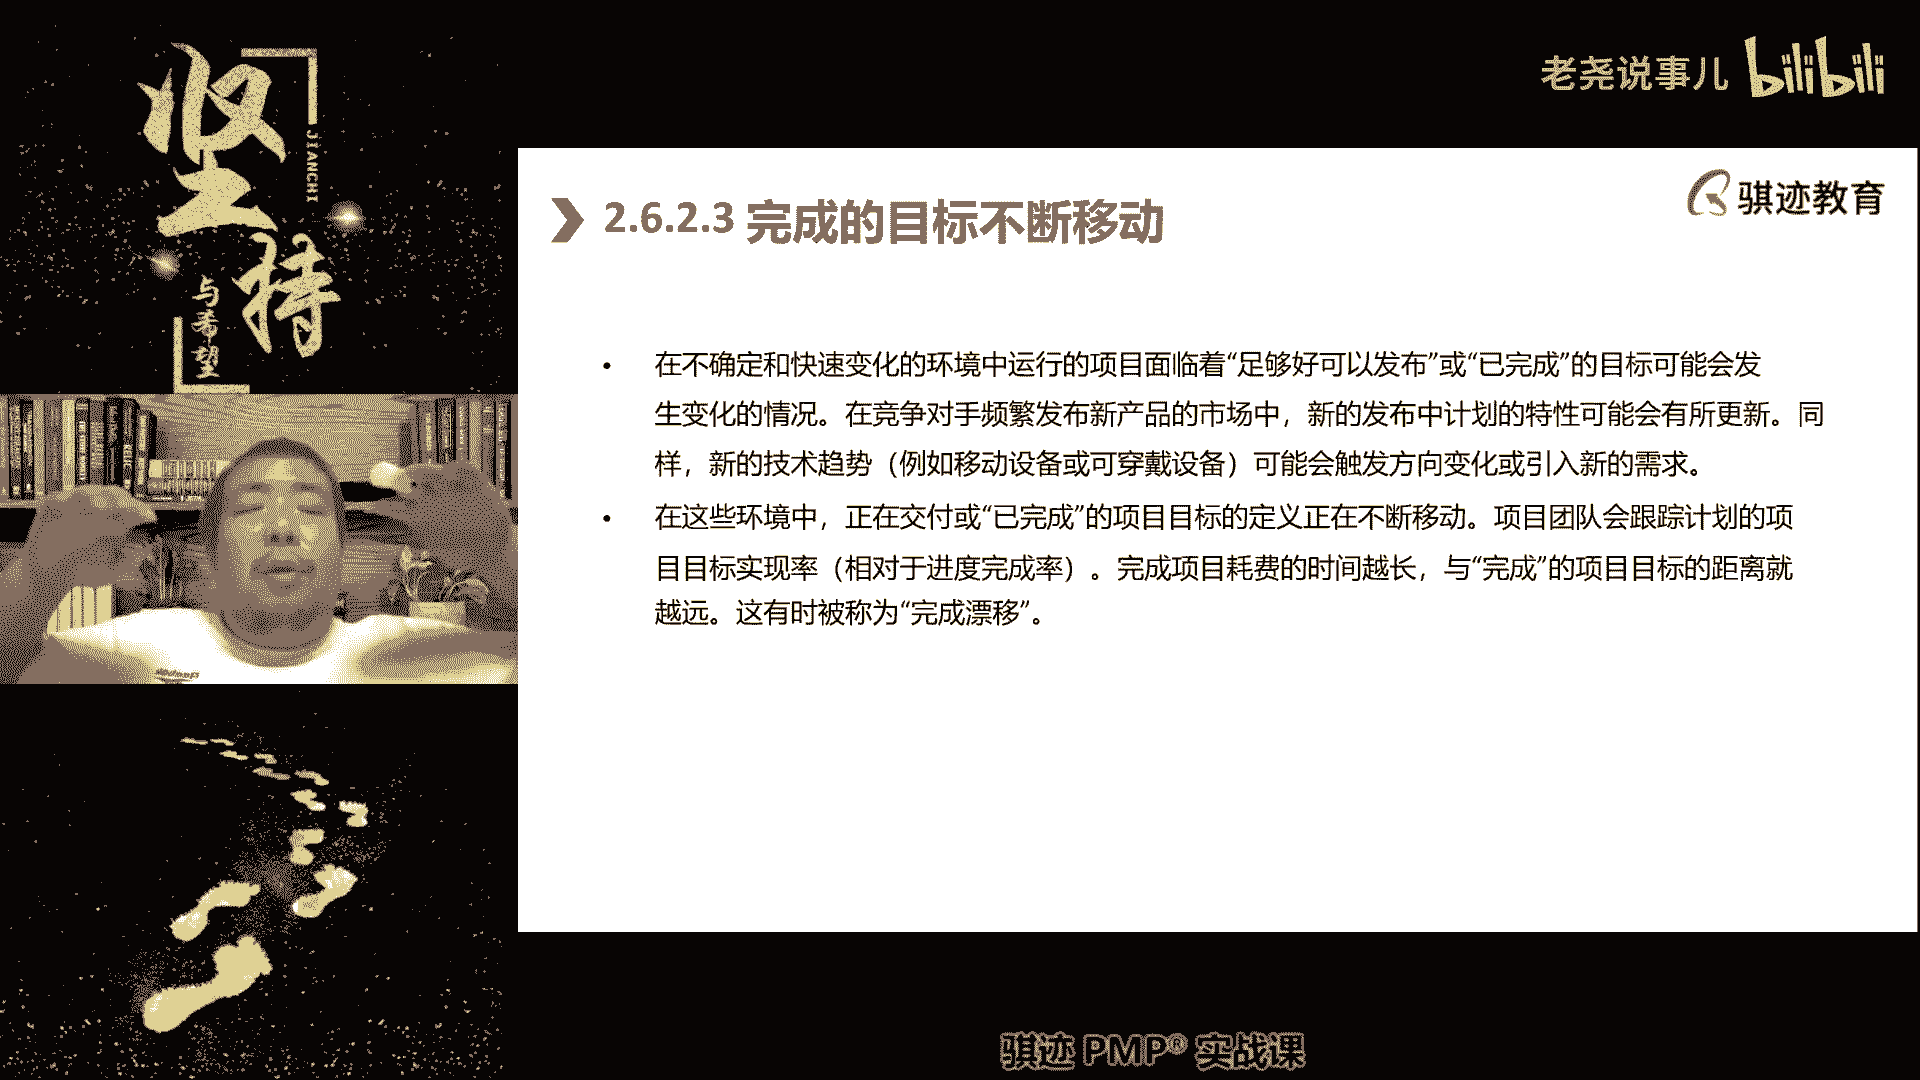 坚持
JIANCHI
与希望
老尧说事儿 bilibili
骐迹教育
2.6.2.3 完成的目标不断移动
• 在不确定和快速变化的环境中运行的项目面临着“足够好可以发布”或“已完成”的目标可能会发
生变化的情况。在竞争对手频繁发布新产品的市场中，新的发布中计划的特性可能会有所更新。同
样，新的技术趋势（例如移动设备或可穿戴设备）可能会触发方向变化或引入新的需求。
• 在这些环境中，正在交付或“已完成”的项目目标的定义正在不断移动。项目团队会跟踪计划的项
目目标实现率（相对于进度完成率）。完成项目耗费的时间越长，与“完成”的项目目标的距离就
越远。这有时被称为“完成漂移”。
骐迹 PMP® 实战课